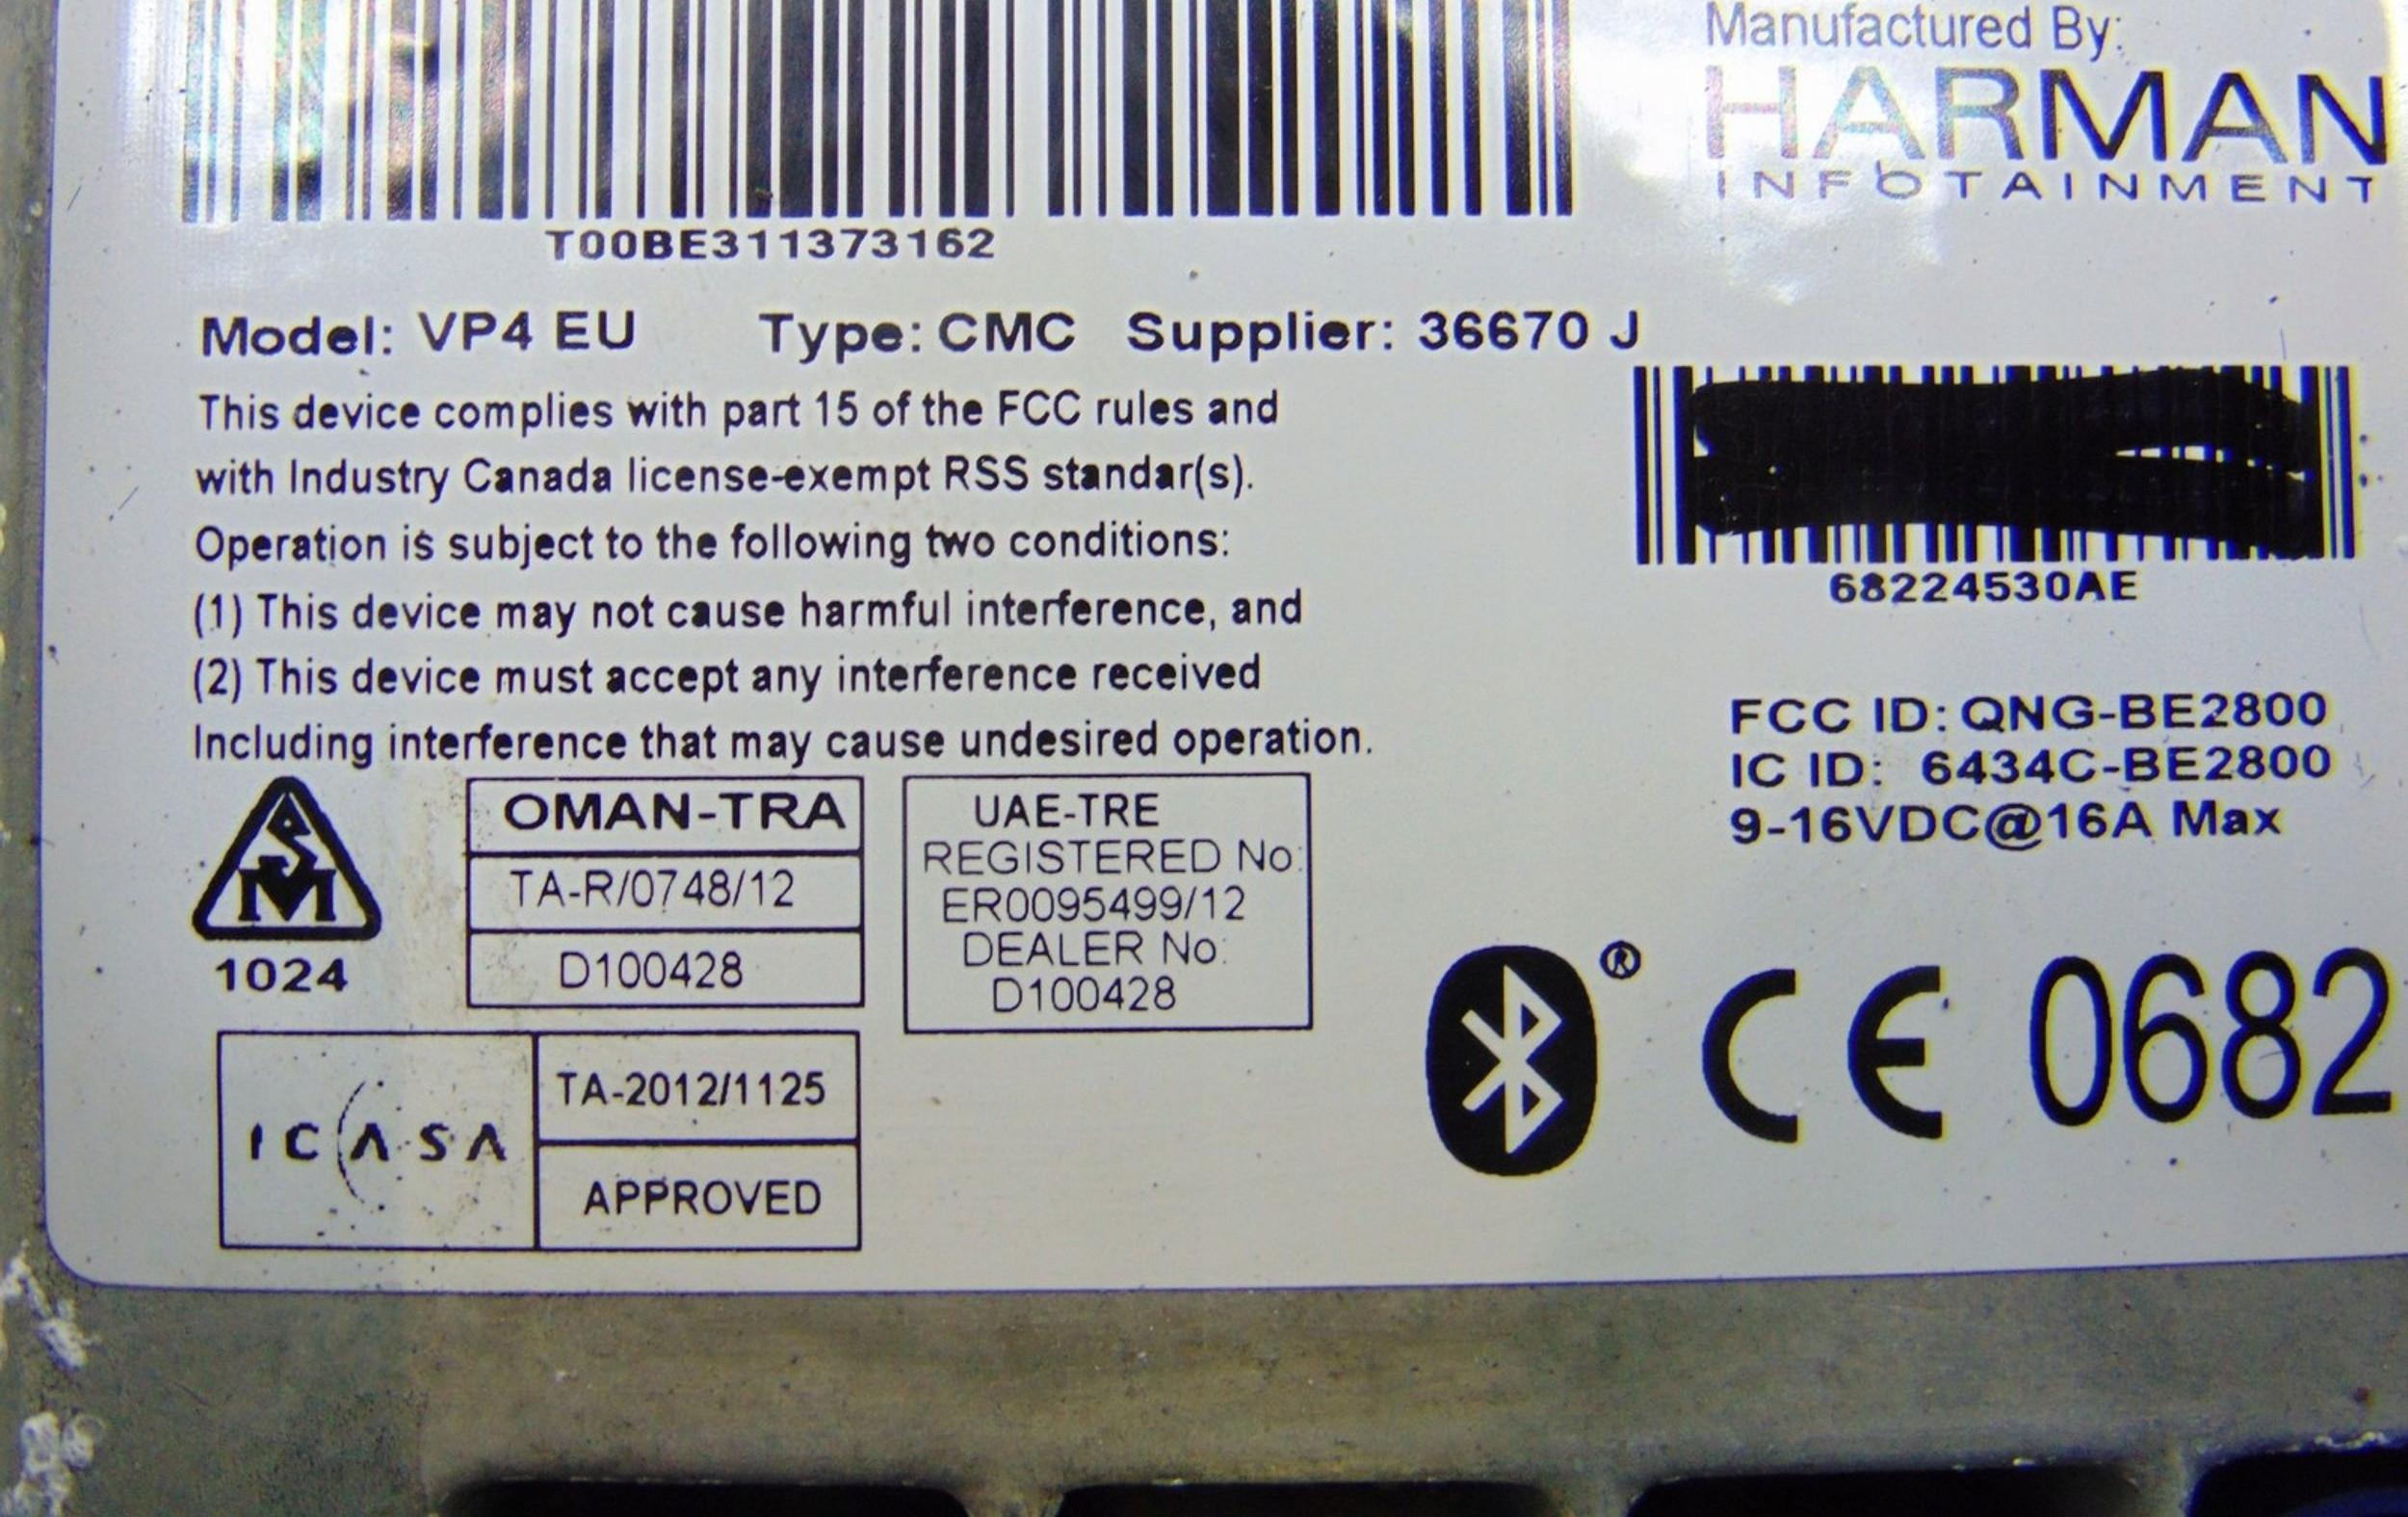 Manufactured By:
HARMAN
INFOTAINMENT
T00BE311373162
Model: VP4 EU Type: CMC Supplier: 36670 J
This device complies with part 15 of the FCC rules and
with Industry Canada license-exempt RSS standar(s).
Operation is subject to the following two conditions:
(1) This device may not cause harmful interference, and
(2) This device must accept any interference received
Including interference that may cause undesired operation.
68224530AE
FCC ID: QNG-BE2800
IC ID: 6434C-BE2800
9-16VDC@16A Max
SM
1024
OMAN-TRA
TA-R/0748/12
D100428
UAE-TRE
REGISTERED No:
ER0095499/12
DEALER No:
D100428
ICASA
TA-2012/1125
APPROVED
® CE 0682